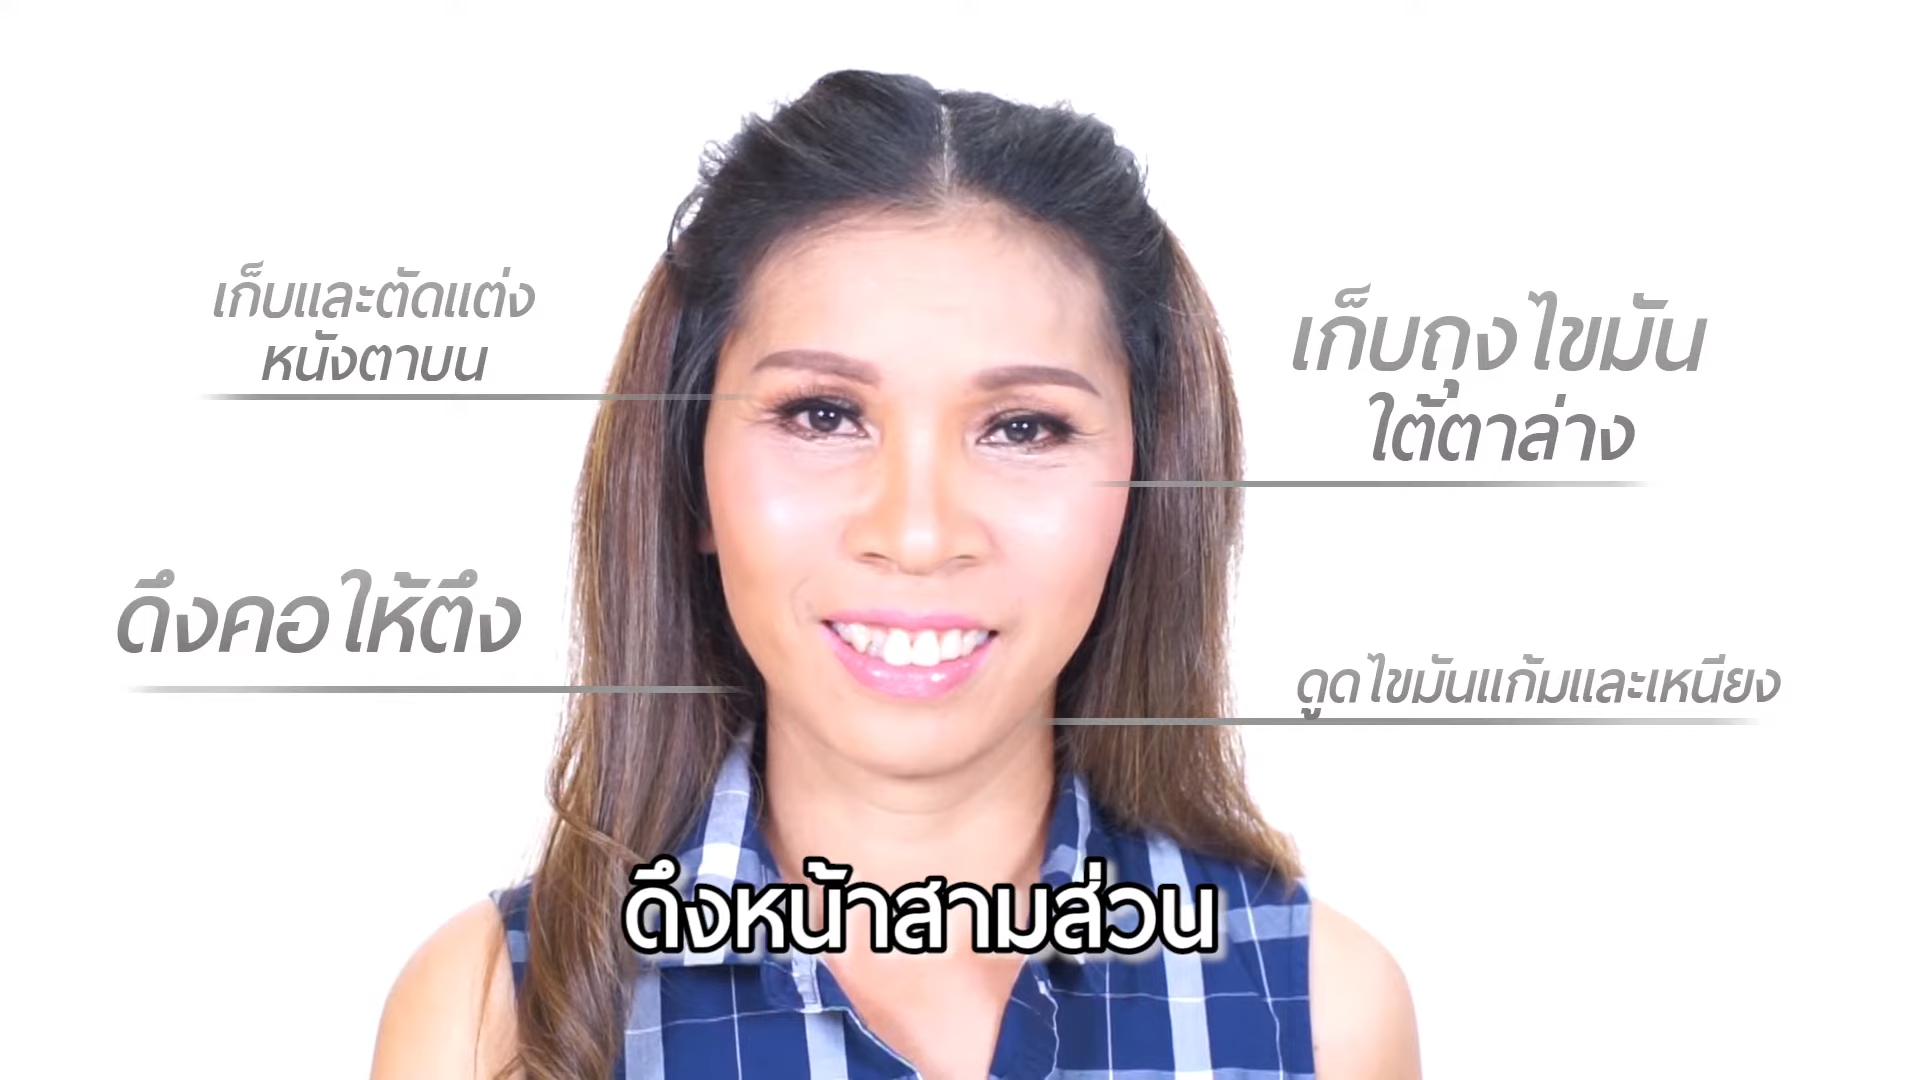 เก็บและตัดแต่ง
หนังตาบน
เก็บถุงไขมัน
ใต้ตาล่าง
ดึงคอให้ตึง
ดูดไขมันแก้มและเหนียง
ดึงหน้าสามส่วน